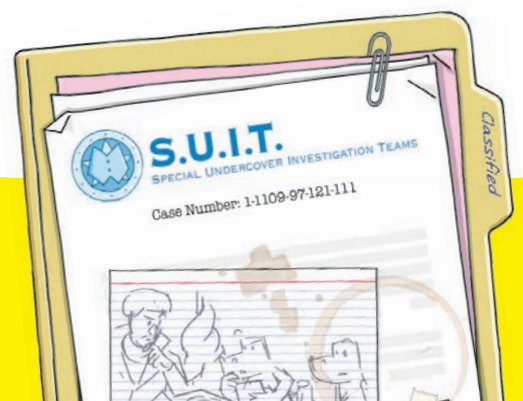 Classified
S.U.I.T.
SPECIAL UNDERCOVER INVESTIGATION TEAMS
Case Number: 1-1109-97-121-111